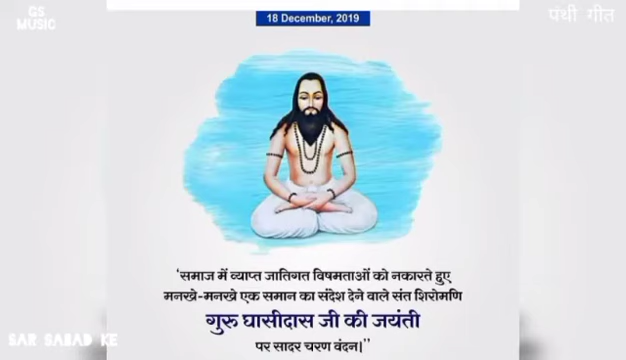 GS
MUSIC
18 December, 2019
पंथी गीत
‘समाज में व्याप्त जातिगत विषमताओं को नकारते हुए
मनखे-मनखे एक समान का संदेश देने वाले संत शिरोमणि
गुरु घासीदास जी की जयंती
पर सादर चरण वंदन।’’
SAR SABAD KE